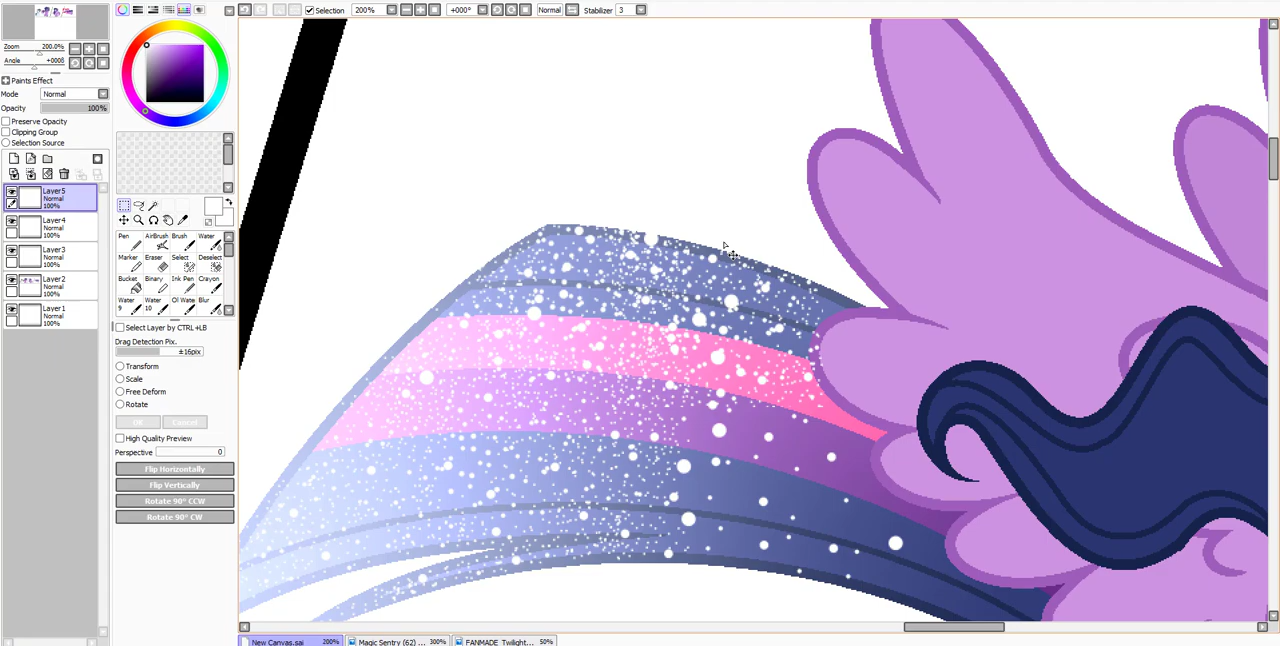 Selection 200% +000° Normal Stabilizer 3
Zoom 200.0%
Angle +000θ
Paints Effect
Mode Normal
Opacity 100%
Preserve Opacity
Clipping Group
Selection Source
Layer5
Normal
100%
Layer4
Normal
100%
Layer3
Normal
100%
Layer2
Normal
100%
Layer1
Normal
100%
Pen AirBrush Brush Water
Marker Eraser Select Deselect
Bucket Binary Ink Pen Crayon
Water 9 Water 10 Oil Wate Blur
Select Layer by CTRL+LB
Drag Detection Pix.
±16pix
Transform
Scale
Free Deform
Rotate
OK Cancel
High Quality Preview
Perspective 0
Flip Horizontally
Flip Vertically
Rotate 90° CCW
Rotate 90° CW
New Canvas.sai 200% Magic Sentry (62) ... 300% FANMADE_Twilight... 50%